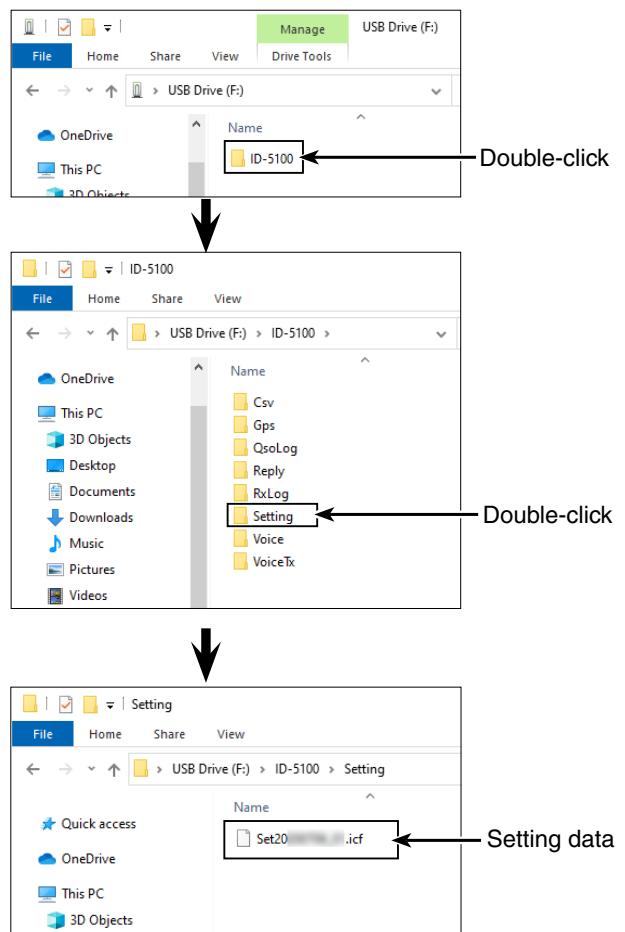 Manage
USB Drive (F:)
File
Home
Share
View
Drive Tools
USB Drive (F:)
OneDrive
This PC
3D Objects
Name
ID-5100
Double-click
ID-5100
File
Home
Share
View
USB Drive (F:)
ID-5100
OneDrive
This PC
3D Objects
Desktop
Documents
Downloads
Music
Pictures
Videos
Name
Csv
Gps
QsoLog
Reply
RxLog
Setting
Voice
VoiceTx
Double-click
Setting
File
Home
Share
View
USB Drive (F:)
ID-5100
Setting
Quick access
OneDrive
This PC
3D Objects
Name
Set20 .icf
Setting data